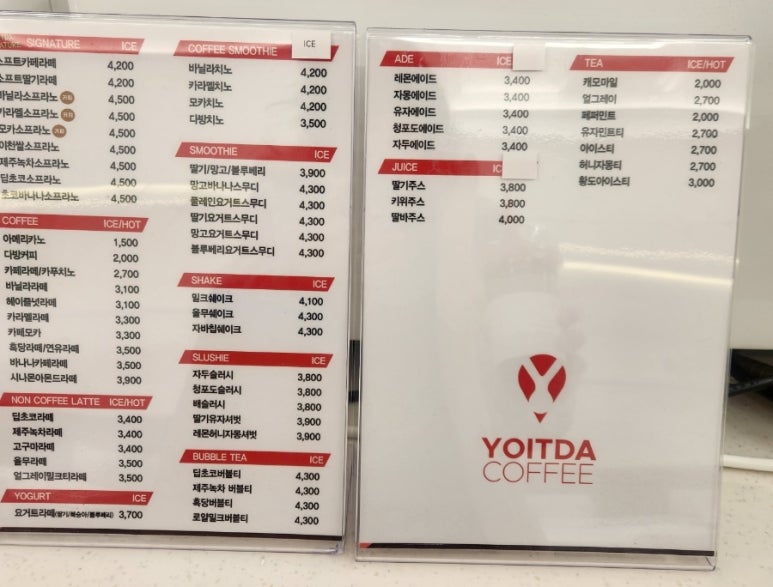 SIGNATURE ICE
소프트카페라떼 4,200
소프트딸기라떼 4,200
바닐라소프라노 커피 4,500
카라멜소프라노 커피 4,500
모카소프라노 커피 4,500
이천쌀소프라노 4,500
제주녹차소프라노 4,500
딥초코소프라노 4,500
초코바나나소프라노 4,500
COFFEE ICE/HOT
아메리카노 1,500
다방커피 2,000
카페라떼/카푸치노 2,700
바닐라라떼 3,100
헤이즐넛라떼 3,100
카라멜라떼 3,300
카페모카 3,300
흑당라떼/연유라떼 3,500
바나나카페라떼 3,500
시나몬아몬드라떼 3,900
NON COFFEE LATTE ICE/HOT
딥초코라떼 3,400
제주녹차라떼 3,400
고구마라떼 3,400
율무라떼 3,500
얼그레이밀크티라떼 3,500
YOGURT ICE
요거트라떼(딸기/복숭아/블루베리) 3,700
COFFEE SMOOTHIE ICE
바닐라치노 4,200
카라멜치노 4,200
모카치노 4,200
다방치노 3,500
SMOOTHIE ICE
딸기/망고/블루베리 3,900
망고바나나스무디 4,300
플레인요거트스무디 4,300
딸기요거트스무디 4,300
망고요거트스무디 4,300
블루베리요거트스무디 4,300
SHAKE ICE
밀크쉐이크 4,100
율무쉐이크 4,300
자바칩쉐이크 4,300
SLUSHIE ICE
자두슬러시 3,800
청포도슬러시 3,800
배슬러시 3,800
딸기유자셔벗 3,900
레몬허니자몽셔벗 3,900
BUBBLE TEA ICE
딥초코버블티 4,300
제주녹차 버블티 4,300
흑당버블티 4,300
로얄밀크버블티 4,300
ADE ICE
레몬에이드 3,400
자몽에이드 3,400
유자에이드 3,400
청포도에이드 3,400
자두에이드 3,400
JUICE IC
딸기주스 3,800
키위주스 3,800
딸바주스 4,000
TEA ICE/HOT
캐모마일 2,000
얼그레이 2,700
페퍼민트 2,000
유자민트티 2,700
아이스티 2,700
허니자몽티 2,700
황도아이스티 3,000
YOITDA
COFFEE